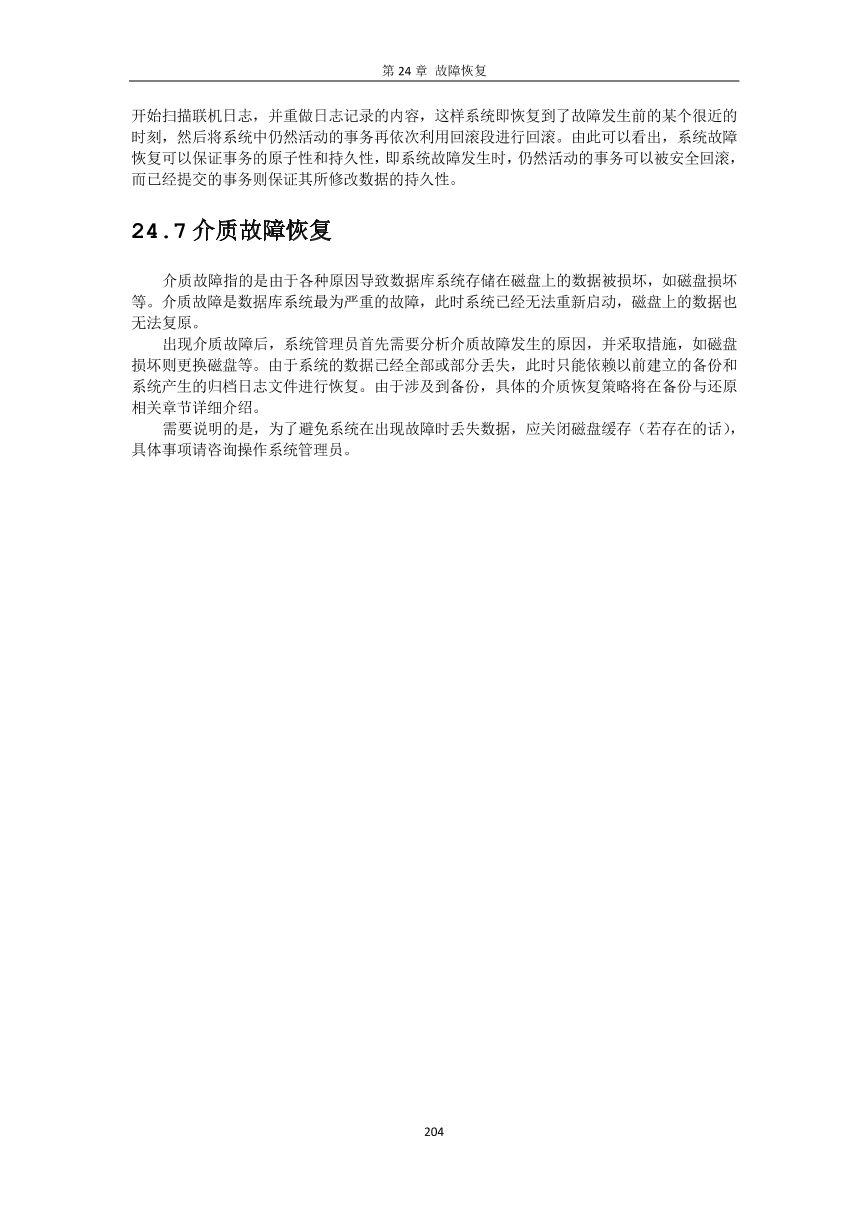 第 24 章 故障恢复
开始扫描联机日志，并重做日志记录的内容，这样系统即恢复到了故障发生前的某个很近的
时刻，然后将系统中仍然活动的事务再依次利用回滚段进行回滚。由此可以看出，系统故障
恢复可以保证事务的原子性和持久性，即系统故障发生时，仍然活动的事务可以被安全回滚，
而已经提交的事务则保证其所修改数据的持久性。
24.7 介质故障恢复
介质故障指的是由于各种原因导致数据库系统存储在磁盘上的数据被损坏，如磁盘损坏
等。介质故障是数据库系统最为严重的故障，此时系统已经无法重新启动，磁盘上的数据也
无法复原。
出现介质故障后，系统管理员首先需要分析介质故障发生的原因，并采取措施，如磁盘
损坏则更换磁盘等。由于系统的数据已经全部或部分丢失，此时只能依赖以前建立的备份和
系统产生的归档日志文件进行恢复。由于涉及到备份，具体的介质恢复策略将在备份与还原
相关章节详细介绍。
需要说明的是，为了避免系统在出现故障时丢失数据，应关闭磁盘缓存（若存在的话），
具体事项请咨询操作系统管理员。
204